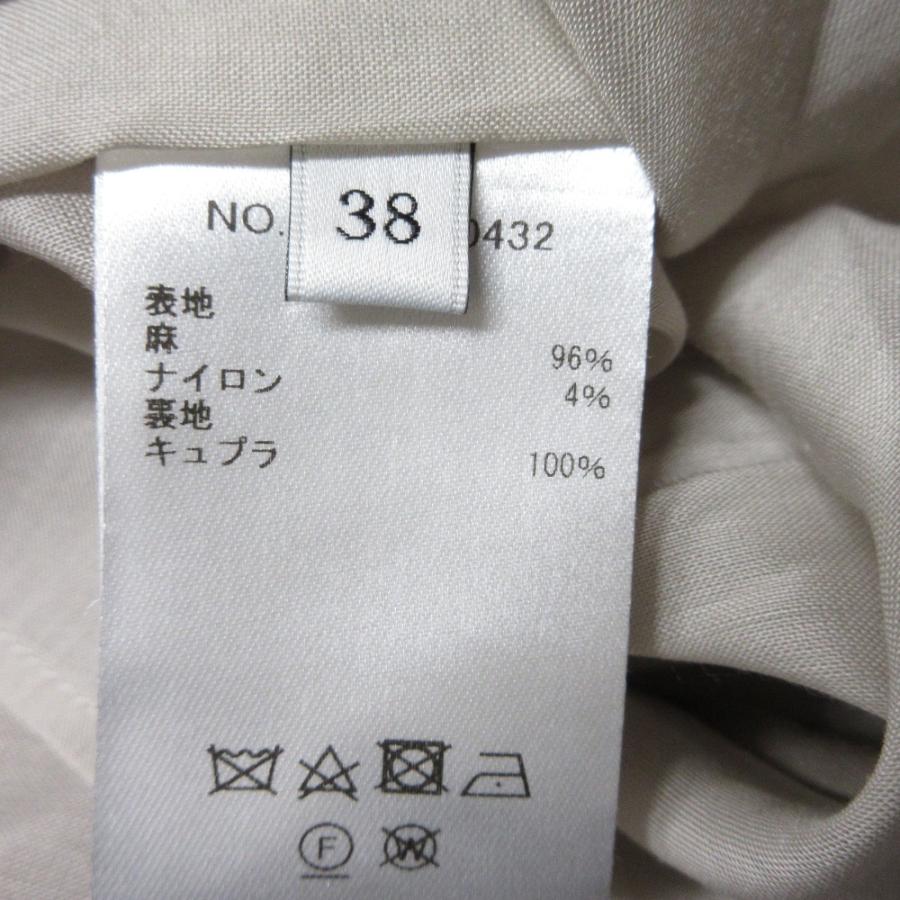 NO.
38
0432
表地
麻 96%
ナイロン 4%
裏地
キュプラ 100%
F W